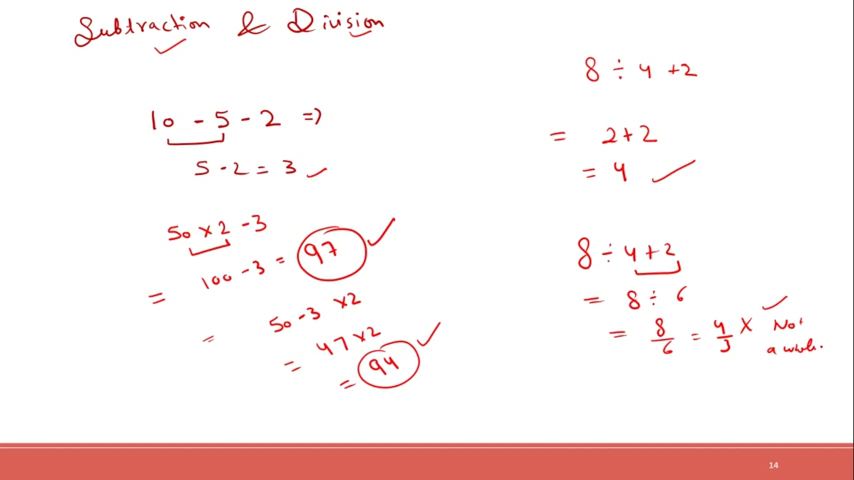 Subtraction & Division
10 - 5 - 2 =>
5 - 2 = 3
50 × 2 - 3
= 100 - 3 = 97
= 50 - 3 × 2
= 47 × 2
= 94
8 ÷ 4 + 2
= 2 + 2
= 4
8 ÷ 4 + 2
= 8 ÷ 6
= 8/6 = 4/3 × Not
a whole.
14